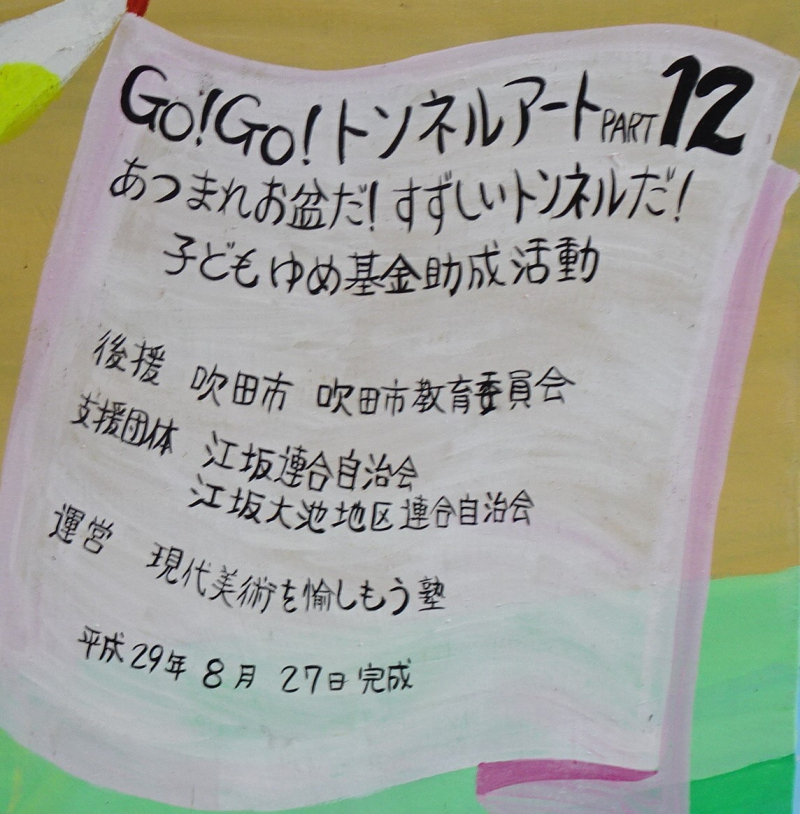 GO!GO!トンネルアートPART12
あつまれお盆だ!すずしいトンネルだ!
子どもゆめ基金助成活動
後援 吹田市 吹田市教育委員会
支援団体 江坂連合自治会
江坂大池地区連合自治会
運営 現代美術を愉しもう塾
平成29年8月27日完成